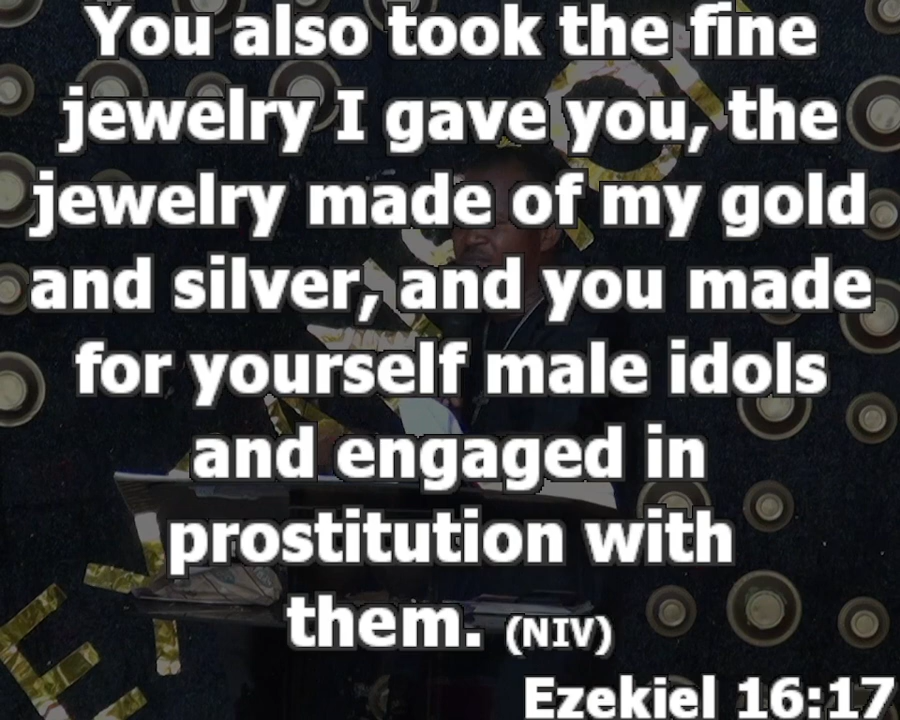 You also took the fine
jewelry I gave you, the
jewelry made of my gold
and silver, and you made
for yourself male idols
and engaged in
prostitution with
them. (NIV)
Ezekiel 16:17